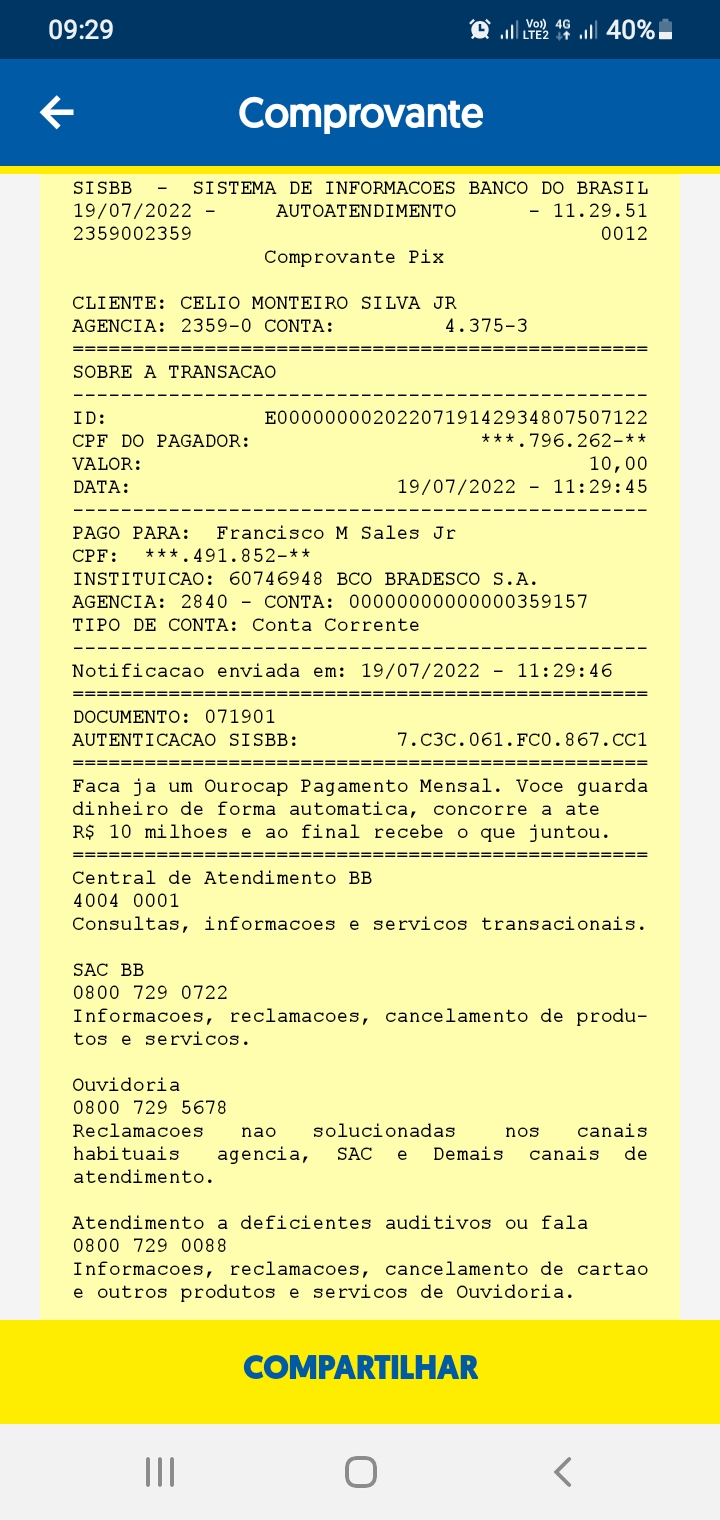 09:29 Vo)) LTE2 4G 40%
Comprovante
SISBB - SISTEMA DE INFORMACOES BANCO DO BRASIL
19/07/2022 - AUTOATENDIMENTO - 11.29.51
2359002359 0012
Comprovante Pix
CLIENTE: CELIO MONTEIRO SILVA JR
AGENCIA: 2359-0 CONTA: 4.375-3
================================================
SOBRE A TRANSACAO
------------------------------------------------
ID: E0000000020220719142934807507122
CPF DO PAGADOR: ***.796.262-**
VALOR: 10,00
DATA: 19/07/2022 - 11:29:45
------------------------------------------------
PAGO PARA: Francisco M Sales Jr
CPF: ***.491.852-**
INSTITUICAO: 60746948 BCO BRADESCO S.A.
AGENCIA: 2840 - CONTA: 00000000000000359157
TIPO DE CONTA: Conta Corrente
------------------------------------------------
Notificacao enviada em: 19/07/2022 - 11:29:46
================================================
DOCUMENTO: 071901
AUTENTICACAO SISBB: 7.C3C.061.FC0.867.CC1
================================================
Faca ja um Ourocap Pagamento Mensal. Voce guarda
dinheiro de forma automatica, concorre a ate
R$ 10 milhoes e ao final recebe o que juntou.
================================================
Central de Atendimento BB
4004 0001
Consultas, informacoes e servicos transacionais.
SAC BB
0800 729 0722
Informacoes, reclamacoes, cancelamento de produ-
tos e servicos.
Ouvidoria
0800 729 5678
Reclamacoes nao solucionadas nos canais
habituais agencia, SAC e Demais canais de
atendimento.
Atendimento a deficientes auditivos ou fala
0800 729 0088
Informacoes, reclamacoes, cancelamento de cartao
e outros produtos e servicos de Ouvidoria.
COMPARTILHAR